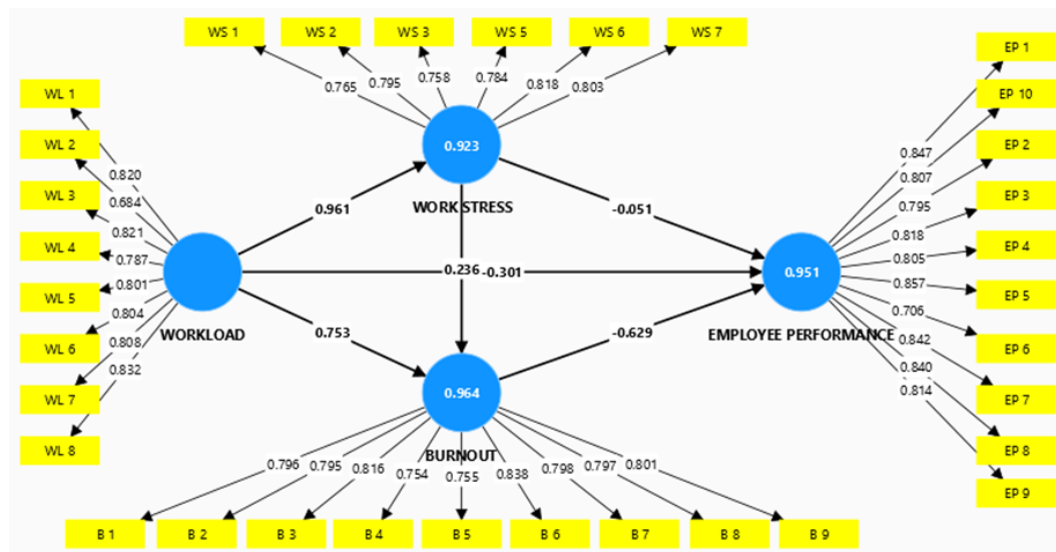 WS 1 WS 2 WS 3 WS 5 WS 6 WS 7
0.765 0.795 0.758 0.784 0.818 0.803
EP 1
EP 10
EP 2
EP 3
EP 4
EP 5
EP 6
EP 7
EP 8
EP 9
WL 1
WL 2
WL 3
WL 4
WL 5
WL 6
WL 7
WL 8
0.820
0.684
0.821
0.787
0.801
0.804
0.808
0.832
0.923
WORK STRESS
0.961
-0.051
0.847
0.807
0.795
0.818
0.805
0.857
0.706
0.842
0.840
0.814
0.236 -0.301
0.951
WORKLOAD
EMPLOYEE PERFORMANCE
0.753
-0.629
0.964
BURNOUT
0.796 0.795 0.816 0.754 0.755 0.838 0.798 0.797 0.801
B 1 B 2 B 3 B 4 B 5 B 6 B 7 B 8 B 9